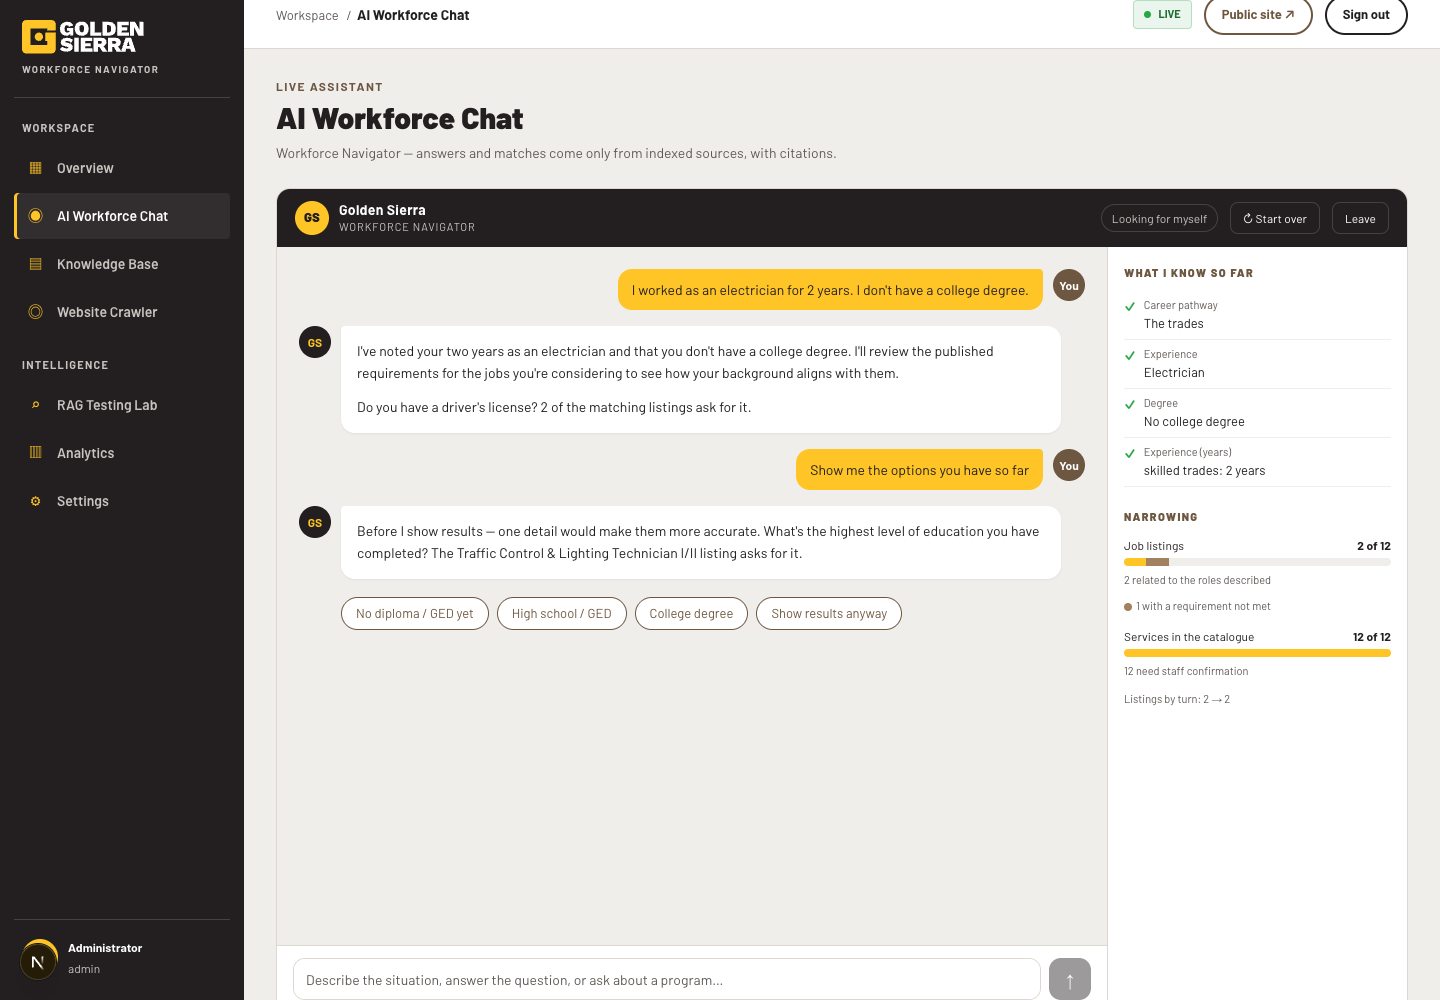 GOLDEN
SIERRA
WORKFORCE NAVIGATOR
WORKSPACE
Overview
AI Workforce Chat
Knowledge Base
Website Crawler
INTELLIGENCE
RAG Testing Lab
Analytics
Settings
N
Administrator
admin
Workspace / AI Workforce Chat
LIVE
Public site ↗
Sign out
LIVE ASSISTANT
AI Workforce Chat
Workforce Navigator — answers and matches come only from indexed sources, with citations.
GS
Golden Sierra
WORKFORCE NAVIGATOR
Looking for myself
↻ Start over
Leave
I worked as an electrician for 2 years. I don't have a college degree.
You
GS
I've noted your two years as an electrician and that you don't have a college degree. I'll review the published
requirements for the jobs you're considering to see how your background aligns with them.
Do you have a driver's license? 2 of the matching listings ask for it.
Show me the options you have so far
You
GS
Before I show results — one detail would make them more accurate. What's the highest level of education you have
completed? The Traffic Control & Lighting Technician I/II listing asks for it.
No diploma / GED yet
High school / GED
College degree
Show results anyway
Describe the situation, answer the question, or ask about a program...
↑
WHAT I KNOW SO FAR
Career pathway
The trades
Experience
Electrician
Degree
No college degree
Experience (years)
skilled trades: 2 years
NARROWING
Job listings 2 of 12
2 related to the roles described
1 with a requirement not met
Services in the catalogue 12 of 12
12 need staff confirmation
Listings by turn: 2 → 2